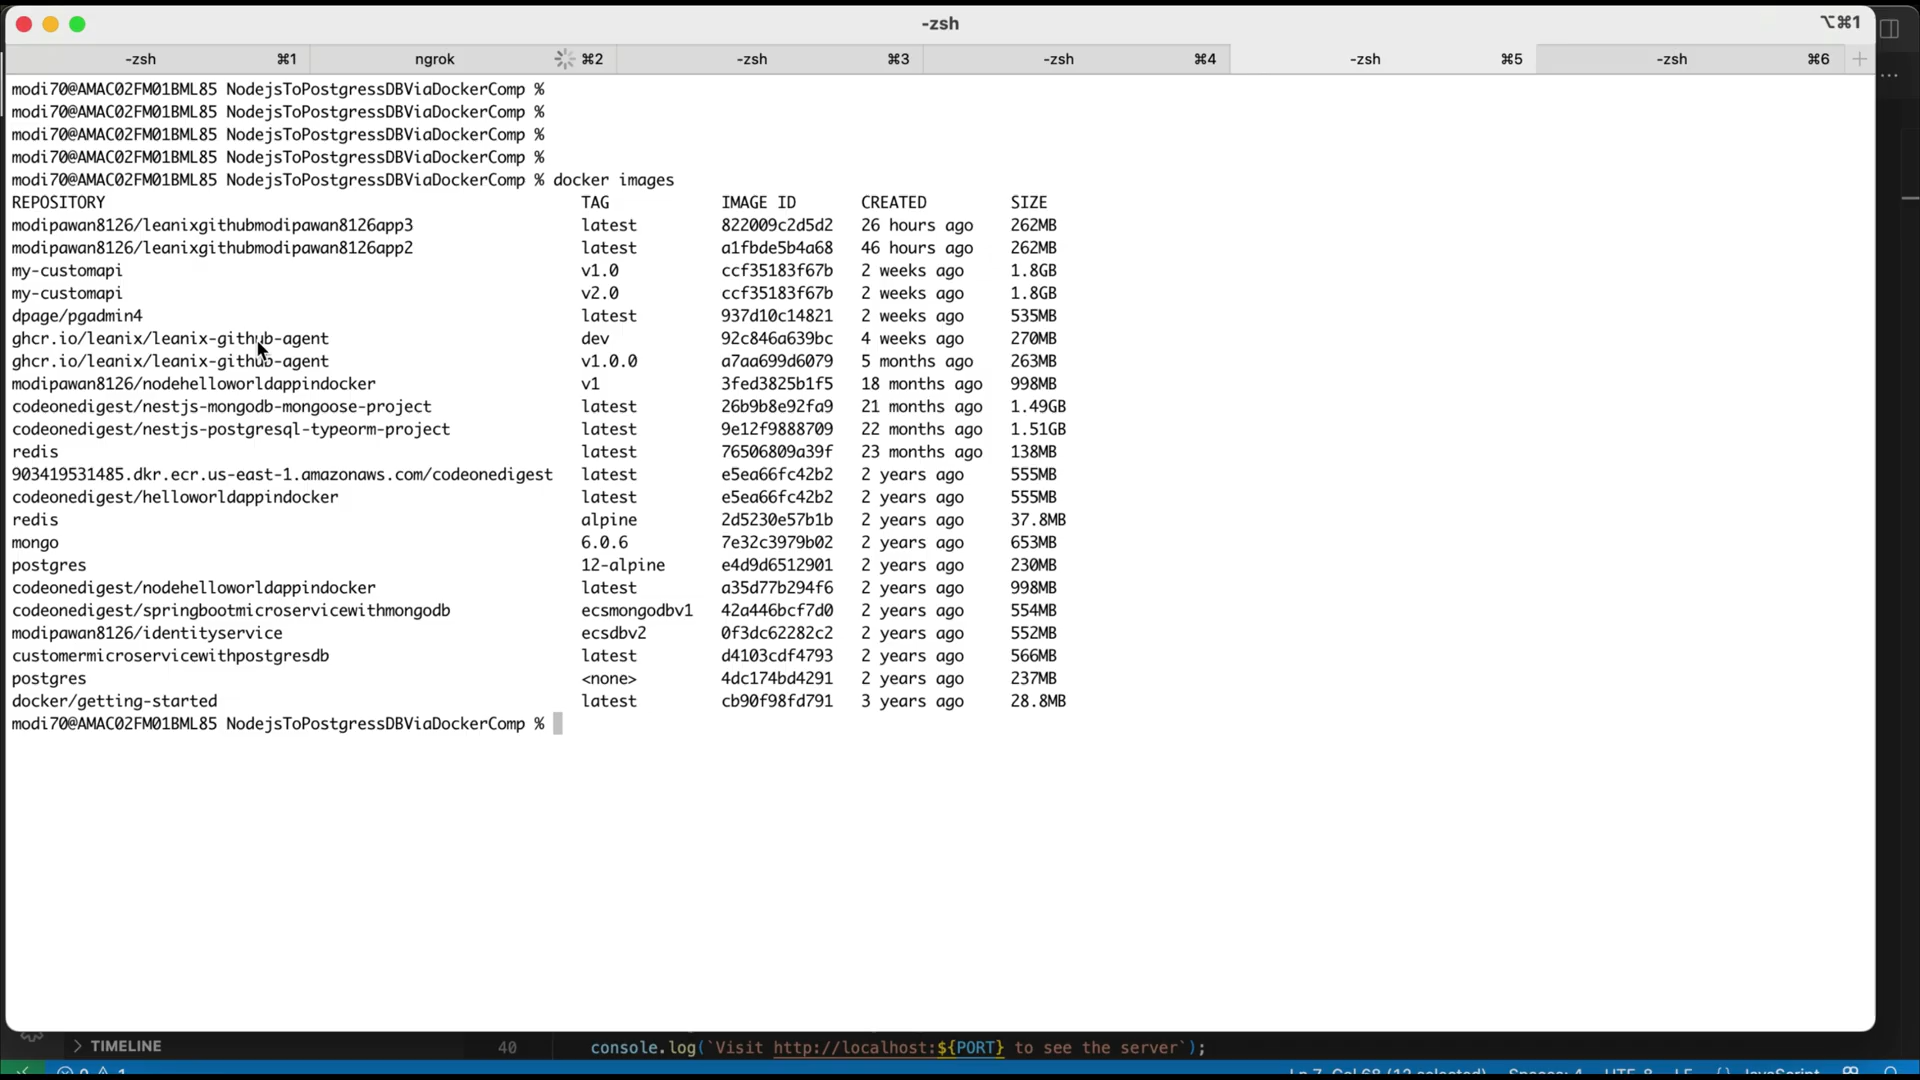 -zsh
⌥⌘1
-zsh ⌘1 ngrok ⌘2 -zsh ⌘3 -zsh ⌘4 -zsh ⌘5 -zsh ⌘6 +
modi70@AMAC02FM01BML85 NodejsToPostgressDBViaDockerComp %
modi70@AMAC02FM01BML85 NodejsToPostgressDBViaDockerComp %
modi70@AMAC02FM01BML85 NodejsToPostgressDBViaDockerComp %
modi70@AMAC02FM01BML85 NodejsToPostgressDBViaDockerComp %
modi70@AMAC02FM01BML85 NodejsToPostgressDBViaDockerComp % docker images
REPOSITORY TAG IMAGE ID CREATED SIZE
modipawan8126/leanixgithubmodipawan8126app3 latest 822009c2d5d2 26 hours ago 262MB
modipawan8126/leanixgithubmodipawan8126app2 latest a1fbde5b4a68 46 hours ago 262MB
my-customapi v1.0 ccf35183f67b 2 weeks ago 1.8GB
my-customapi v2.0 ccf35183f67b 2 weeks ago 1.8GB
dpage/pgadmin4 latest 937d10c14821 2 weeks ago 535MB
ghcr.io/leanix/leanix-github-agent dev 92c846a639bc 4 weeks ago 270MB
ghcr.io/leanix/leanix-github-agent v1.0.0 a7aa699d6079 5 months ago 263MB
modipawan8126/nodehelloworldappindocker v1 3fed3825b1f5 18 months ago 998MB
codeonedigest/nestjs-mongodb-mongoose-project latest 26b9b8e92fa9 21 months ago 1.49GB
codeonedigest/nestjs-postgresql-typeorm-project latest 9e12f9888709 22 months ago 1.51GB
redis latest 76506809a39f 23 months ago 138MB
903419531485.dkr.ecr.us-east-1.amazonaws.com/codeonedigest latest e5ea66fc42b2 2 years ago 555MB
codeonedigest/helloworldappindocker latest e5ea66fc42b2 2 years ago 555MB
redis alpine 2d5230e57b1b 2 years ago 37.8MB
mongo 6.0.6 7e32c3979b02 2 years ago 653MB
postgres 12-alpine e4d9d6512901 2 years ago 230MB
codeonedigest/nodehelloworldappindocker latest a35d77b294f6 2 years ago 998MB
codeonedigest/springbootmicroservicewithmongodb ecsmongodbv1 42a446bcf7d0 2 years ago 554MB
modipawan8126/identityservice ecsdbv2 0f3dc62282c2 2 years ago 552MB
customermicroservicewithpostgresdb latest d4103cdf4793 2 years ago 566MB
postgres <none> 4dc174bd4291 2 years ago 237MB
docker/getting-started latest cb90f98fd791 3 years ago 28.8MB
modi70@AMAC02FM01BML85 NodejsToPostgressDBViaDockerComp %
TIMELINE 40 console.log(`Visit http://localhost:${PORT} to see the server`);